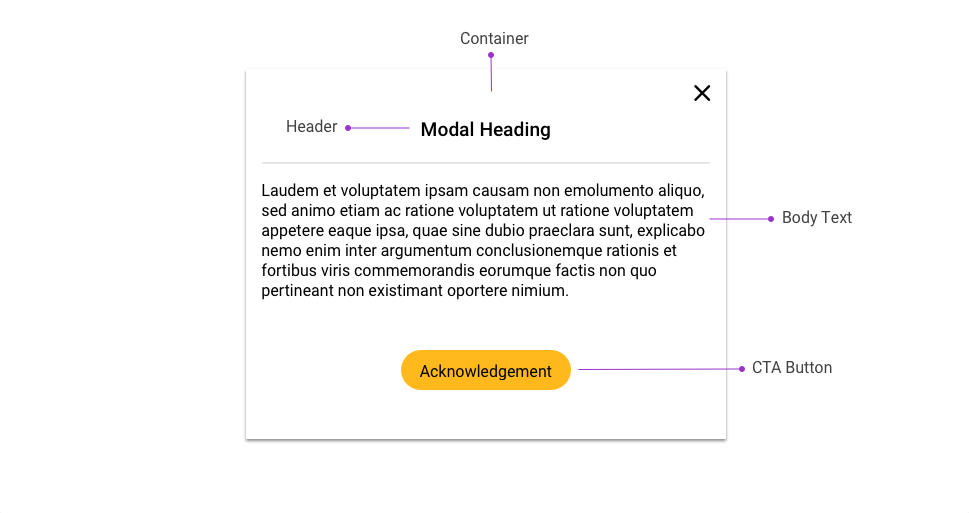 Container
Header
Modal Heading
Laudem et voluptatem ipsam causam non emolumento aliquo,
sed animo etiam ac ratione voluptatem ut ratione voluptatem
appetere eaque ipsa, quae sine dubio praeclara sunt, explicabo
nemo enim inter argumentum conclusionemque rationis et
fortibus viris commemorandis eorumque factis non quo
pertineant non existimant oportere nimium.
Body Text
Acknowledgement
CTA Button